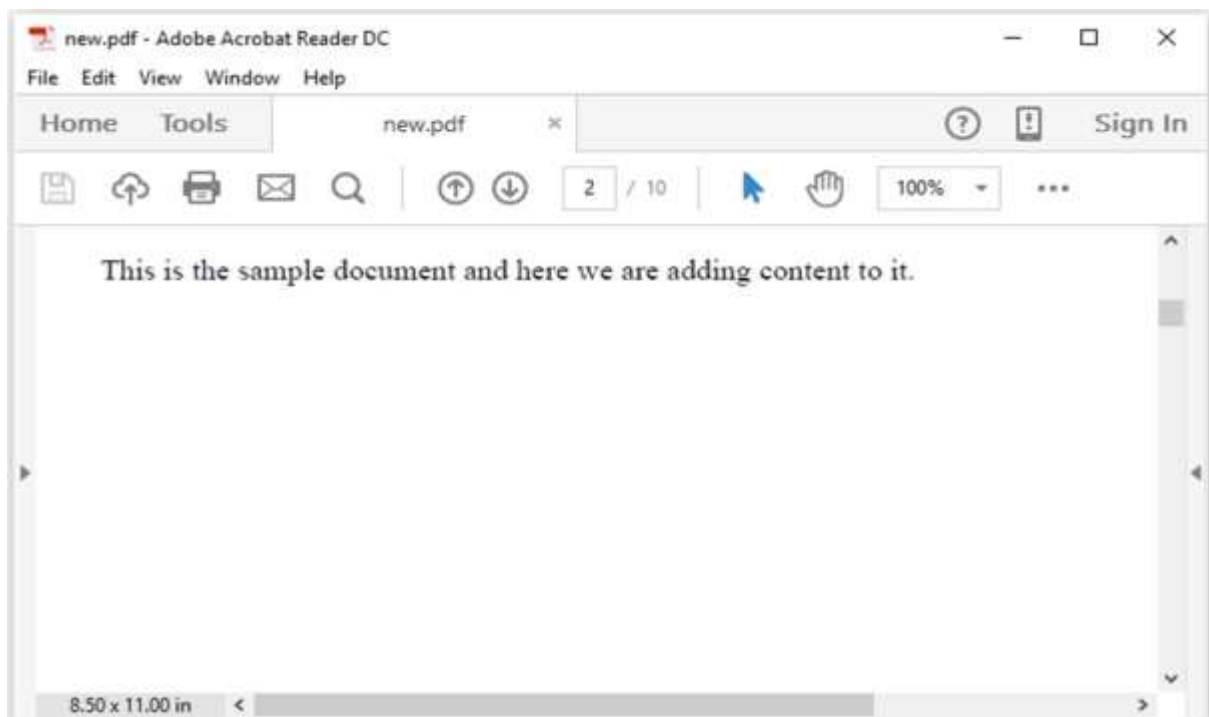 new.pdf - Adobe Acrobat Reader DC
File Edit View Window Help
Home Tools new.pdf Sign In
2 / 10 100%
This is the sample document and here we are adding content to it.
8.50 x 11.00 in